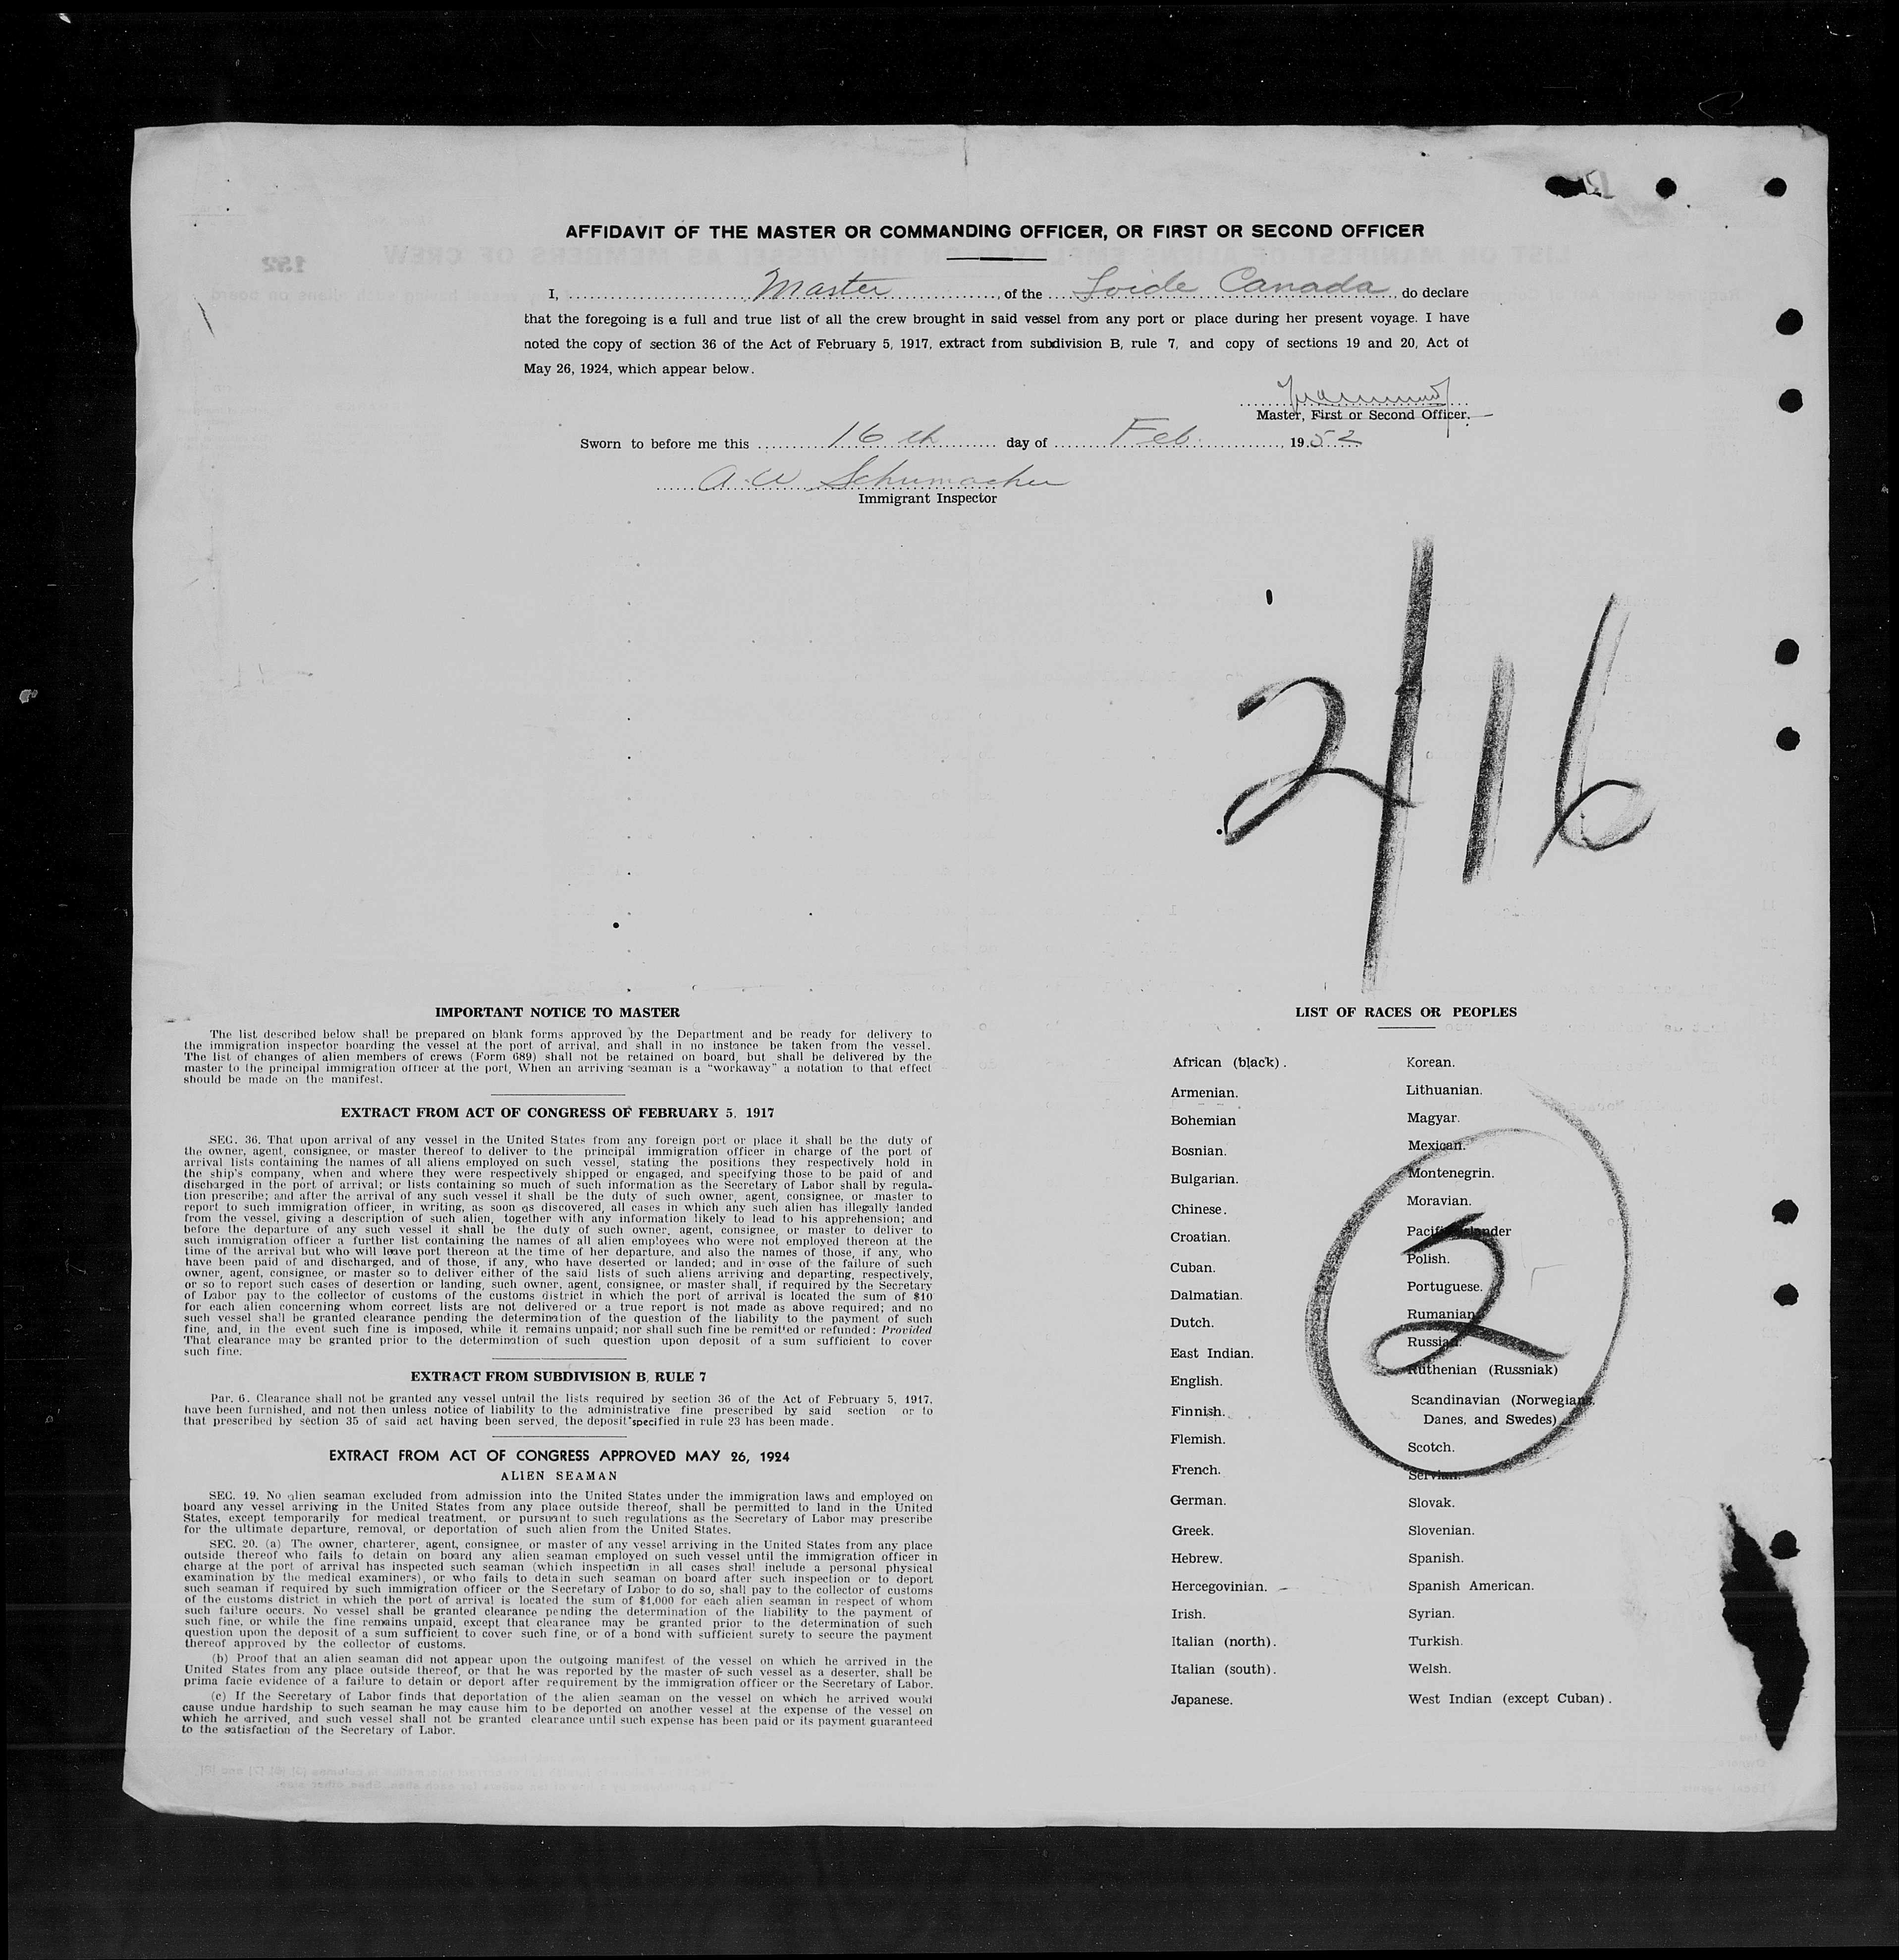 AFFIDAVIT OF THE MASTER OR COMMANDING OFFICER, OR FIRST OR SECOND OFFICER
I, Master, of the Loide Canada, do declare
that the foregoing is a full and true list of all the crew brought in said vessel from any port or place during her present voyage. I have
noted the copy of section 36 of the Act of February 5, 1917, extract from subdivision B, rule 7, and copy of sections 19 and 20, Act of
May 26, 1924, which appear below.
Master, First or Second Officer.
Sworn to before me this 16th day of Feb., 1952
A. W Schumacher
Immigrant Inspector
2/16
IMPORTANT NOTICE TO MASTER
The list described below shall be prepared on blank forms approved by the Department and be ready for delivery to
the immigration inspector boarding the vessel at the port of arrival, and shall in no instance be taken from the vessel.
The list of changes of alien members of crews (Form 689) shall not be retained on board, but shall be delivered by the
master to the principal immigration officer at the port, When an arriving seaman is a "workaway" a notation to that effect
should be made on the manifest.
EXTRACT FROM ACT OF CONGRESS OF FEBRUARY 5, 1917
SEC. 36. That upon arrival of any vessel in the United States from any foreign port or place it shall be the duty of
the owner, agent, consignee, or master thereof to deliver to the principal immigration officer in charge of the port of
arrival lists containing the names of all aliens employed on such vessel, stating the positions they respectively hold in
the ship's company, when and where they were respectively shipped or engaged, and specifying those to be paid of and
discharged in the port of arrival; or lists containing so much of such information as the Secretary of Labor shall by regula-
tion prescribe; and after the arrival of any such vessel it shall be the duty of such owner, agent, consignee, or master to
report to such immigration officer, in writing, as soon as discovered, all cases in which any such alien has illegally landed
from the vessel, giving a description of such alien, together with any information likely to lead to his apprehension; and
before the departure of any such vessel it shall be the duty of such owner, agent, consignee, or master to deliver to
such immigration officer a further list containing the names of all alien employees who were not employed thereon at the
time of the arrival but who will leave port thereon at the time of her departure, and also the names of those, if any, who
have been paid of and discharged, and of those, if any, who have deserted or landed; and in case of the failure of such
owner, agent, consignee, or master so to deliver either of the said lists of such aliens arriving and departing, respectively,
or so to report such cases of desertion or landing, such owner, agent, consignee, or master shall, if required by the Secretary
of Labor pay to the collector of customs of the customs district in which the port of arrival is located the sum of $10
for each alien concerning whom correct lists are not delivered or a true report is not made as above required; and no
such vessel shall be granted clearance pending the determination of the question of the liability to the payment of such
fine, and, in the event such fine is imposed, while it remains unpaid; nor shall such fine be remitted or refunded: Provided
That clearance may be granted prior to the determination of such question upon deposit of a sum sufficient to cover
such fine.
EXTRACT FROM SUBDIVISION B, RULE 7
Par. 6. Clearance shall not be granted any vessel untail the lists required by section 36 of the Act of February 5, 1917,
have been furnished, and not then unless notice of liability to the administrative fine prescribed by said section or to
that prescribed by section 35 of said act having been served, the deposit specified in rule 23 has been made.
EXTRACT FROM ACT OF CONGRESS APPROVED MAY 26, 1924
ALIEN SEAMAN
SEC. 19. No alien seaman excluded from admission into the United States under the immigration laws and employed on
board any vessel arriving in the United States from any place outside thereof, shall be permitted to land in the United
States, except temporarily for medical treatment, or pursuant to such regulations as the Secretary of Labor may prescribe
for the ultimate departure, removal, or deportation of such alien from the United States.
SEC. 20. (a) The owner, charterer, agent, consignee, or master of any vessel arriving in the United States from any place
outside thereof who fails to detain on board any alien seaman employed on such vessel until the immigration officer in
charge at the port of arrival has inspected such seaman (which inspection in all cases shall include a personal physical
examination by the medical examiners), or who fails to detain such seaman on board after such inspection or to deport
such seaman if required by such immigration officer or the Secretary of Labor to do so, shall pay to the collector of customs
of the customs district in which the port of arrival is located the sum of $1,000 for each alien seaman in respect of whom
such failure occurs. No vessel shall be granted clearance pending the determination of the liability to the payment of
such fine, or while the fine remains unpaid, except that clearance may be granted prior to the determination of such
question upon the deposit of a sum sufficient to cover such fine, or of a bond with sufficient surety to secure the payment
thereof approved by the collector of customs.
(b) Proof that an alien seaman did not appear upon the outgoing manifest of the vessel on which he arrived in the
United States from any place outside thereof, or that he was reported by the master of such vessel as a deserter, shall be
prima facie evidence of a failure to detain or deport after requirement by the immigration officer or the Secretary of Labor.
(c) If the Secretary of Labor finds that deportation of the alien seaman on the vessel on which he arrived would
cause undue hardship to such seaman he may cause him to be deported on another vessel at the expense of the vessel on
which he arrived, and such vessel shall not be granted clearance until such expense has been paid or its payment guaranteed
to the satisfaction of the Secretary of Labor.
LIST OF RACES OR PEOPLES
African (black).
Armenian.
Bohemian
Bosnian.
Bulgarian.
Chinese.
Croatian.
Cuban.
Dalmatian.
Dutch.
East Indian.
English.
Finnish.
Flemish.
French.
German.
Greek.
Hebrew.
Hercegovinian.
Irish.
Italian (north).
Italian (south).
Japanese.
Korean.
Lithuanian.
Magyar.
Mexican.
Montenegrin.
Moravian.
Pacific Islander
Polish.
Portuguese.
Rumanian
Russian.
Ruthenian (Russniak)
Scandinavian (Norwegians,
Danes, and Swedes)
Scotch.
Servian.
Slovak.
Slovenian.
Spanish.
Spanish American.
Syrian.
Turkish.
Welsh.
West Indian (except Cuban).
2